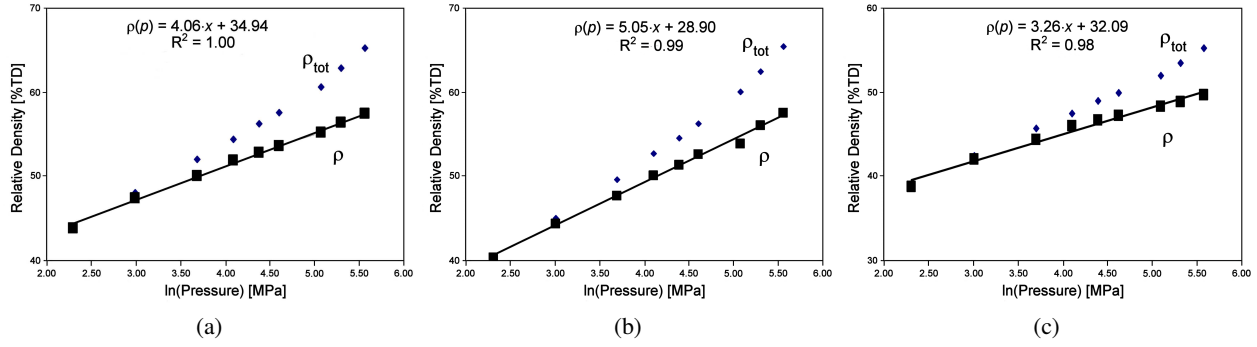 ρ(p) = 4.06·x + 34.94
R² = 1.00
70
60
50
40
Relative Density [%TD]
ρtot
ρ
2.00 2.50 3.00 3.50 4.00 4.50 5.00 5.50 6.00
ln(Pressure) [MPa]
(a)
ρ(p) = 5.05·x + 28.90
R² = 0.99
70
60
50
40
Relative Density [%TD]
ρtot
ρ
2.00 2.50 3.00 3.50 4.00 4.50 5.00 5.50 6.00
ln(Pressure) [MPa]
(b)
ρ(p) = 3.26·x + 32.09
R² = 0.98
60
50
40
30
Relative Density [%TD]
ρtot
ρ
2.00 2.50 3.00 3.50 4.00 4.50 5.00 5.50 6.00
ln(Pressure) [MPa]
(c)